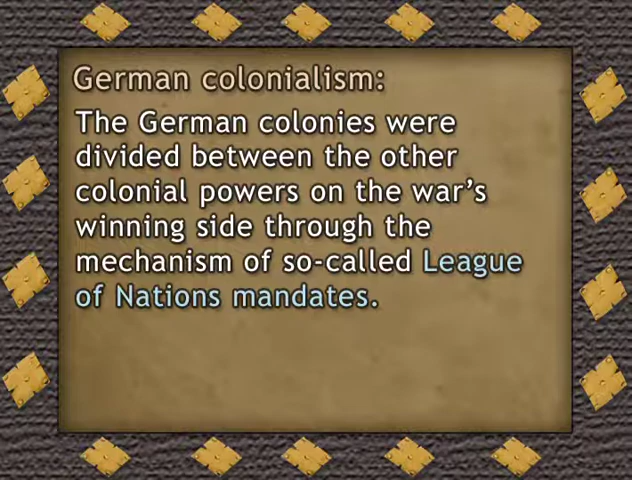 German colonialism:
The German colonies were
divided between the other
colonial powers on the war’s
winning side through the
mechanism of so-called League
of Nations mandates.